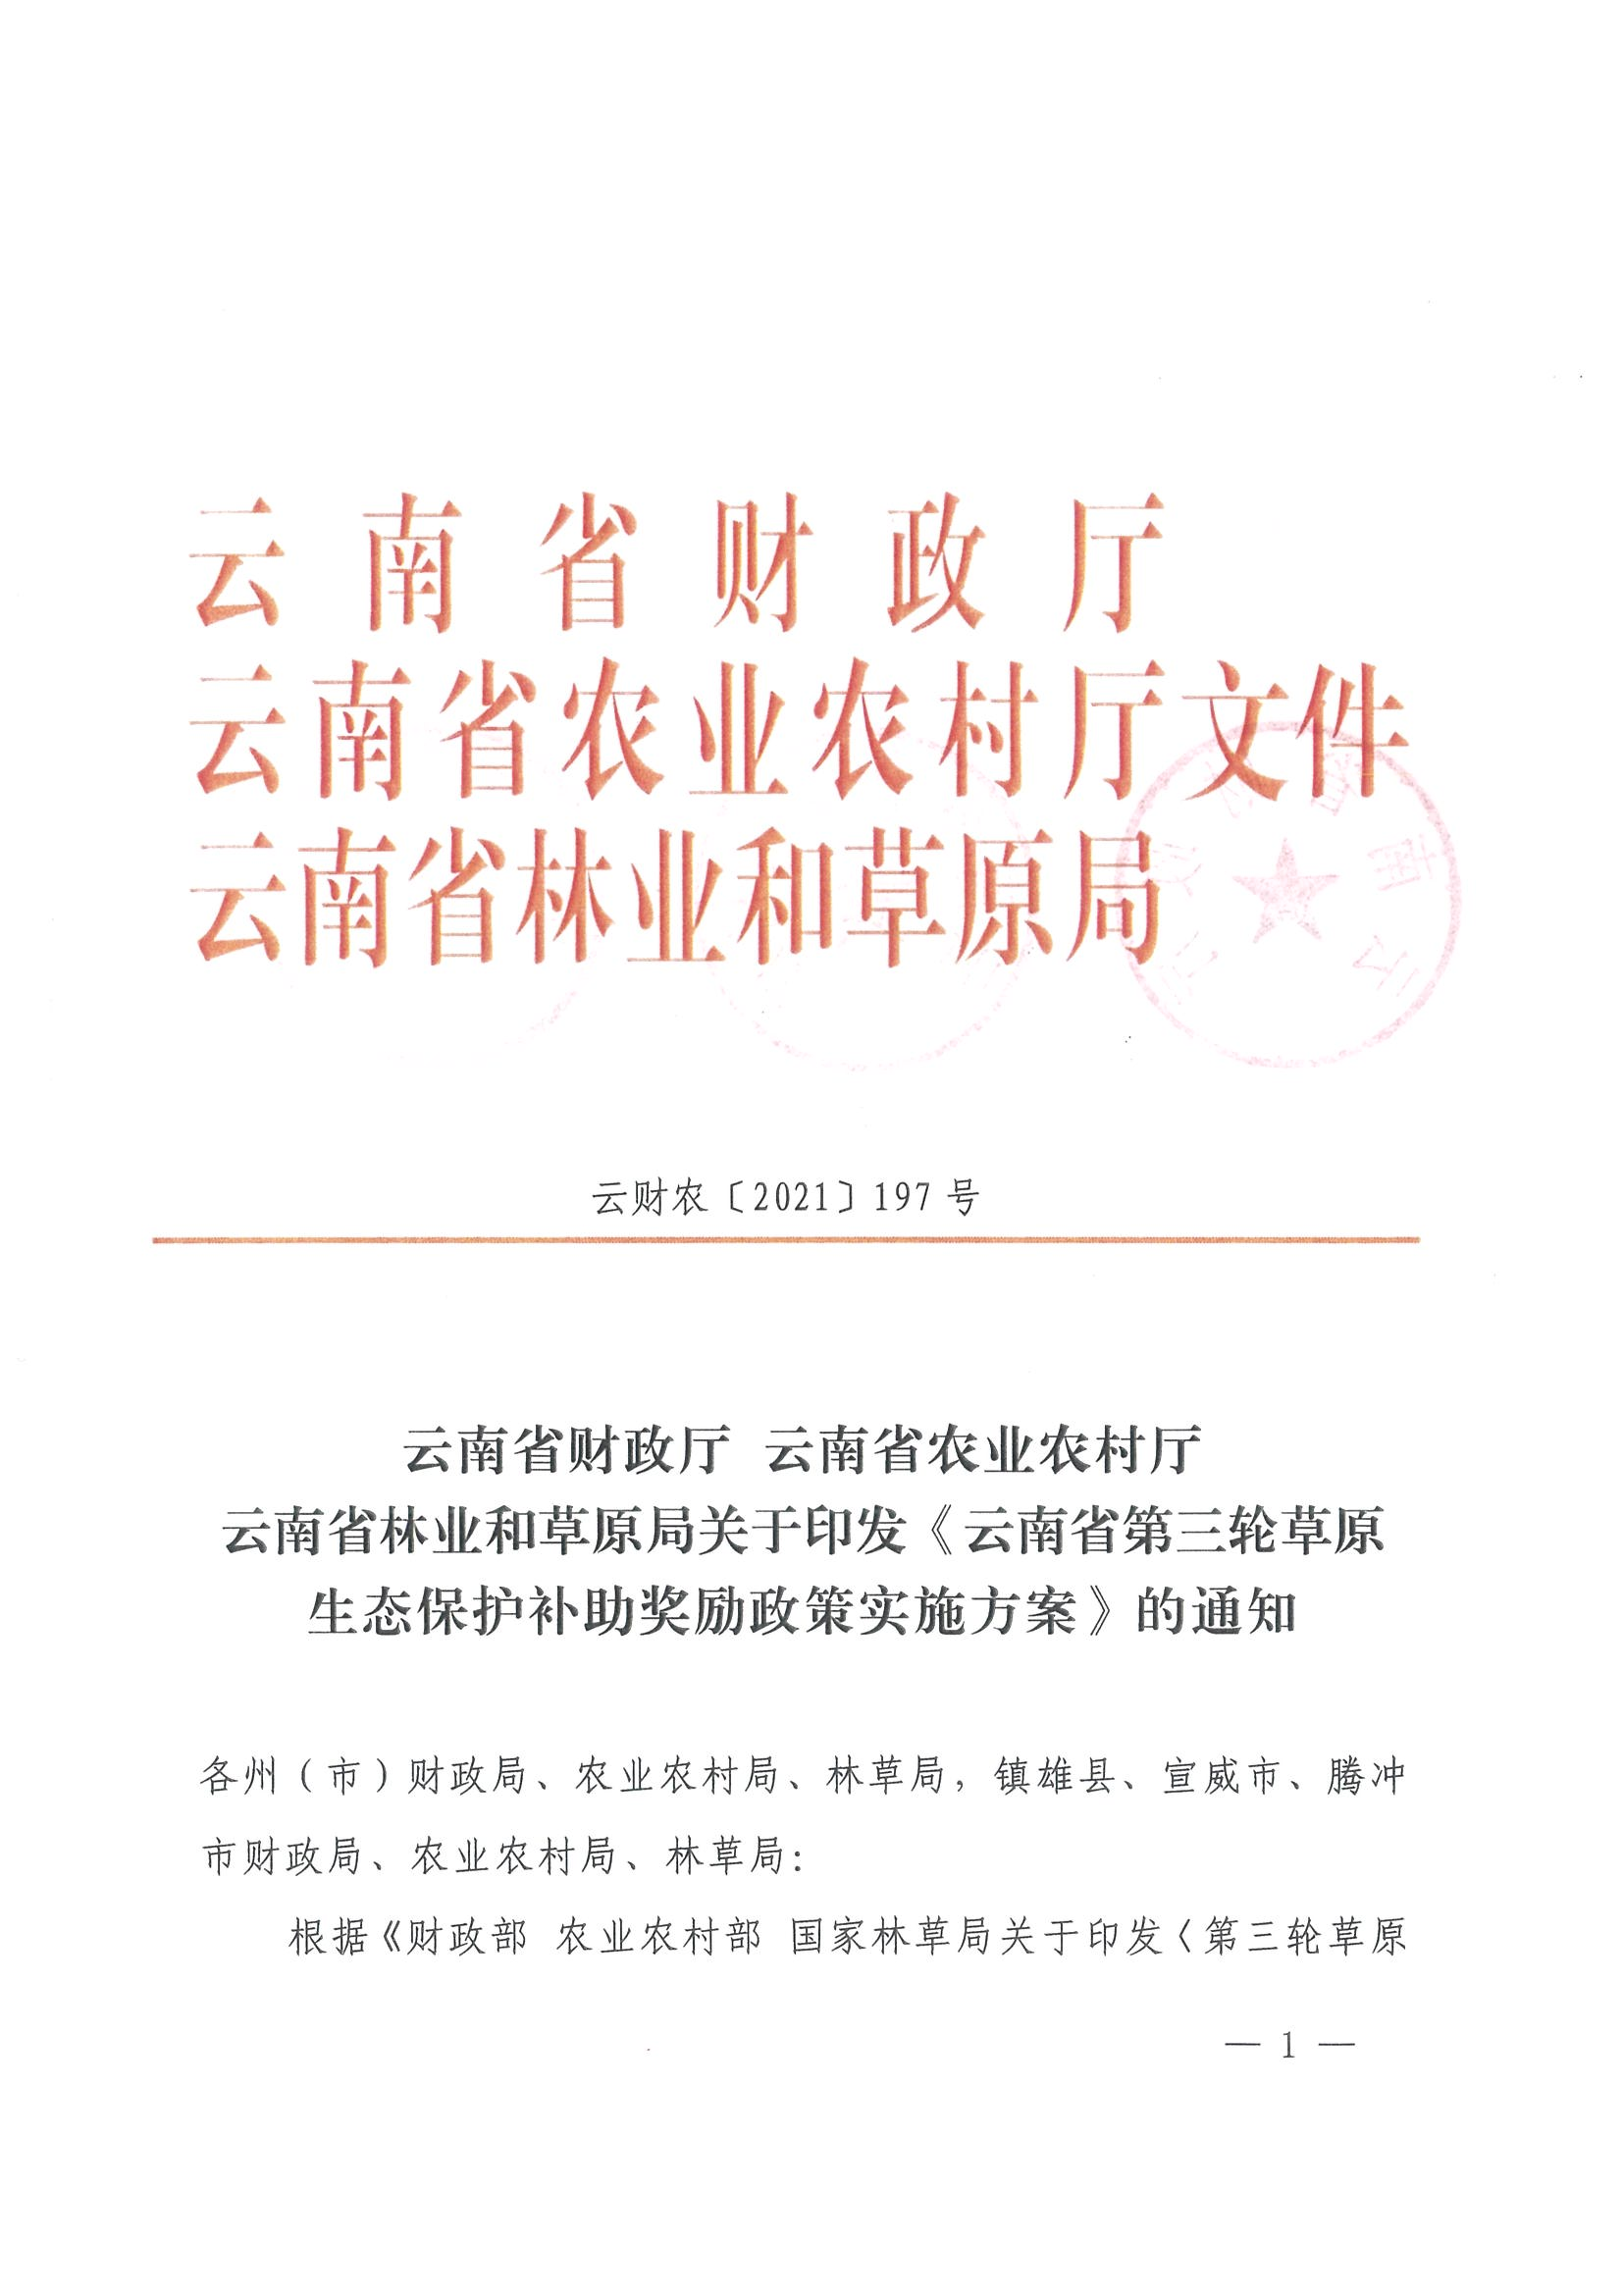 云南省财政厅
云南省农业农村厅文件
云南省林业和草原局
云财农〔2021〕197号
云南省财政厅 云南省农业农村厅
云南省林业和草原局关于印发《云南省第三轮草原
生态保护补助奖励政策实施方案》的通知
各州（市）财政局、农业农村局、林草局，镇雄县、宣威市、腾冲
市财政局、农业农村局、林草局：
根据《财政部 农业农村部 国家林草局关于印发〈第三轮草原
— 1 —